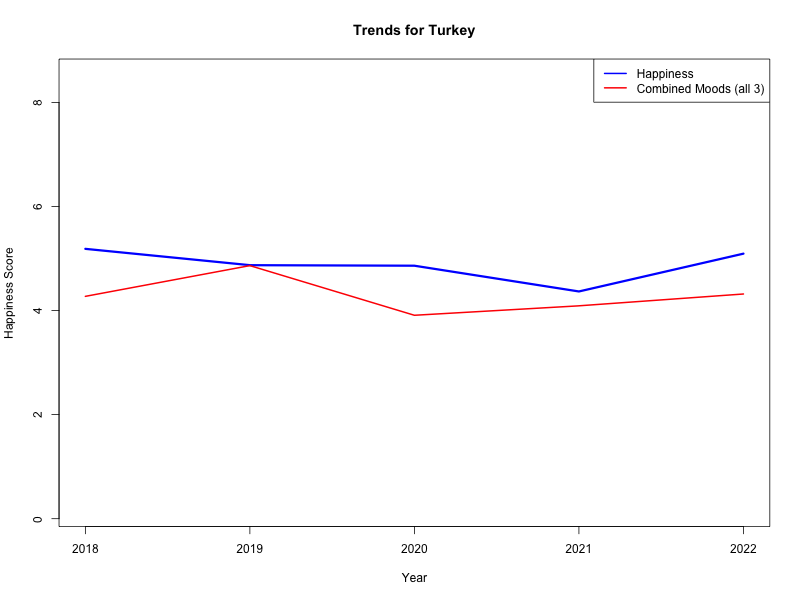 Trends for Turkey
Happiness
Combined Moods (all 3)
8
6
4
2
0
Happiness Score
2018 2019 2020 2021 2022
Year